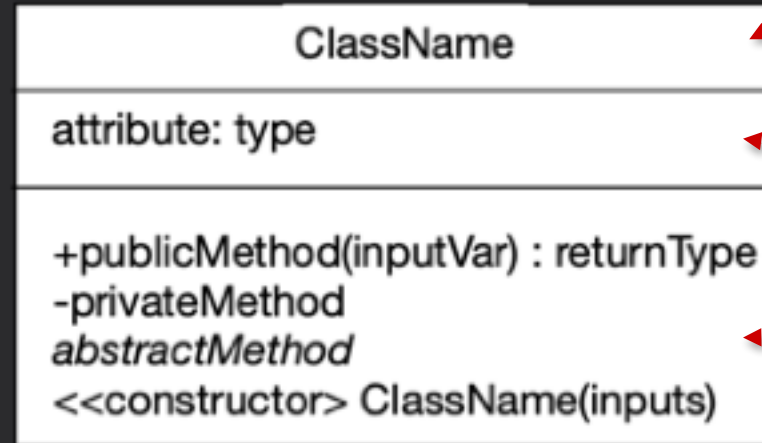 ClassName
attribute: type
+publicMethod(inputVar) : returnType
-privateMethod
abstractMethod
<<constructor> ClassName(inputs)